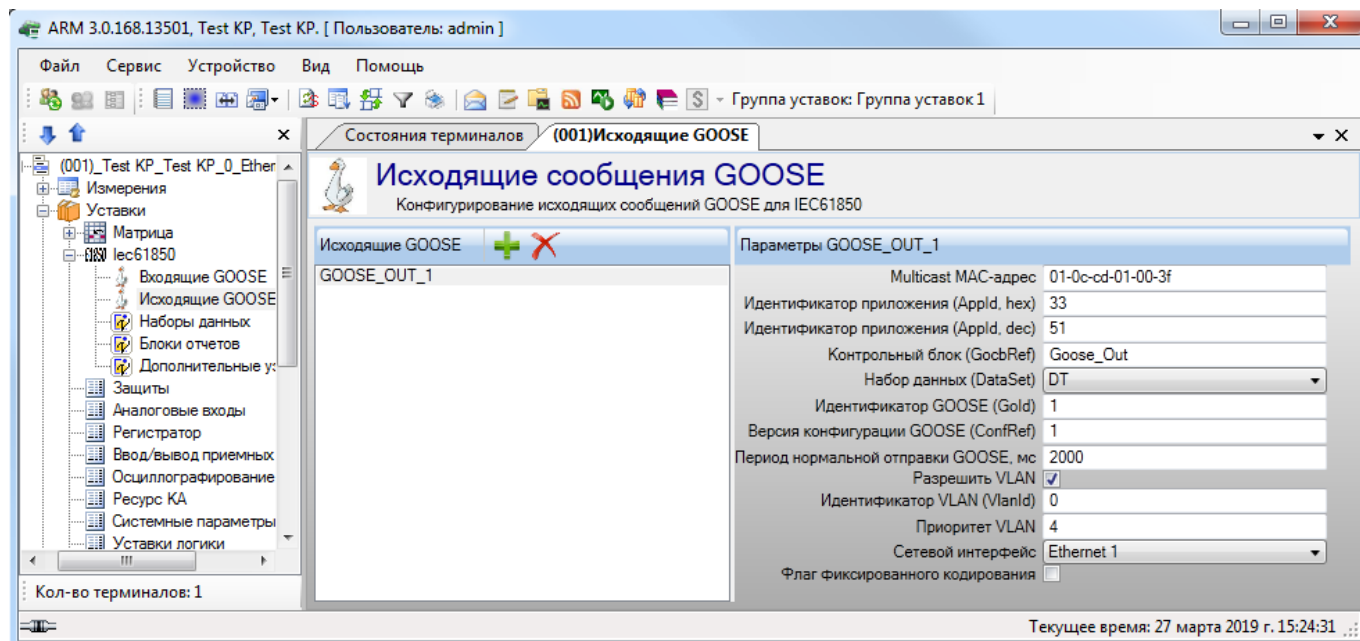 ARM 3.0.168.13501, Test KP, Test KP. [ Пользователь: admin ]
Файл Сервис Устройство Вид Помощь
Группа уставок: Группа уставок 1
Состояния терминалов (001)Исходящие GOOSE
(001)_Test KP_Test KP_0_Ether
Измерения
Уставки
Матрица
Iec61850
Входящие GOOSE
Исходящие GOOSE
Наборы данных
Блоки отчетов
Дополнительные у
Защиты
Аналоговые входы
Регистратор
Ввод/вывод приемных
Осциллографирование
Ресурс КА
Системные параметры
Уставки логики
Кол-во терминалов: 1
Исходящие сообщения GOOSE
Конфигурирование исходящих сообщений GOOSE для IEC61850
Исходящие GOOSE
GOOSE_OUT_1
Параметры GOOSE_OUT_1
Multicast MAC-адрес 01-0c-cd-01-00-3f
Идентификатор приложения (AppId, hex) 33
Идентификатор приложения (AppId, dec) 51
Контрольный блок (GocbRef) Goose_Out
Набор данных (DataSet) DT
Идентификатор GOOSE (GoId) 1
Версия конфигурации GOOSE (ConfRef) 1
Период нормальной отправки GOOSE, мс 2000
Разрешить VLAN
Идентификатор VLAN (VlanId) 0
Приоритет VLAN 4
Сетевой интерфейс Ethernet 1
Флаг фиксированного кодирования
Текущее время: 27 марта 2019 г. 15:24:31